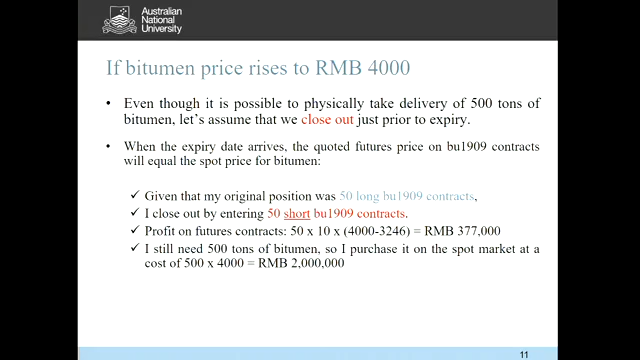 Australian
National
University
If bitumen price rises to RMB 4000
• Even though it is possible to physically take delivery of 500 tons of
bitumen, let's assume that we close out just prior to expiry.
• When the expiry date arrives, the quoted futures price on bu1909 contracts
will equal the spot price for bitumen:
✓ Given that my original position was 50 long bu1909 contracts,
✓ I close out by entering 50 short bu1909 contracts.
✓ Profit on futures contracts: 50 x 10 x (4000-3246) = RMB 377,000
✓ I still need 500 tons of bitumen, so I purchase it on the spot market at a
cost of 500 x 4000 = RMB 2,000,000
11